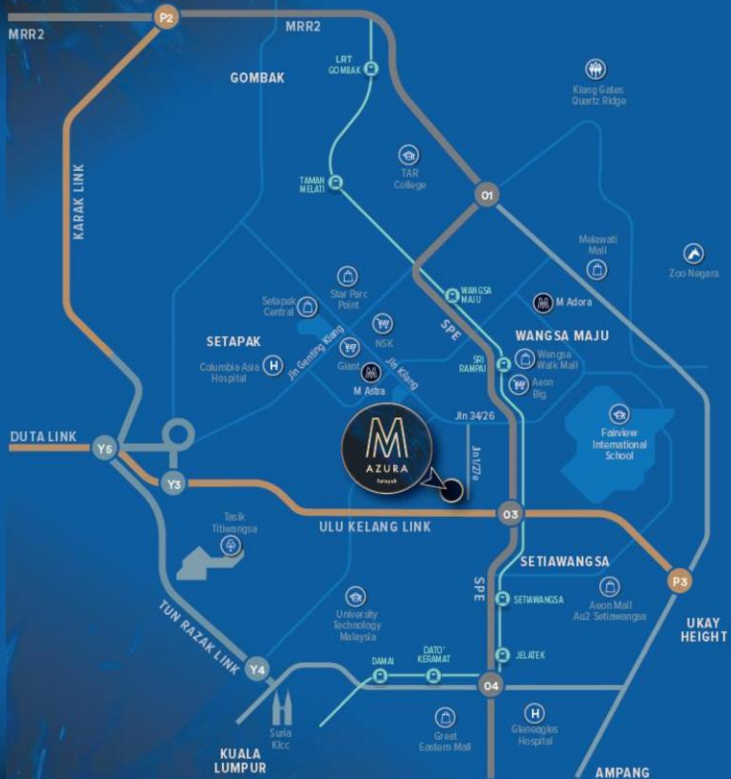 P2
MRR2
MRR2
LRT
GOMBAK
GOMBAK
Klang Gates
Quartz Ridge
TAR
College
TAMAN
MELATI
01
KARAK LINK
Melawati
Mall
Zoo Negara
WANGSA
MAJU
Star Parc
Point
M Adora
Setapak
Central
SPE
NSK
WANGSA MAJU
SETAPAK
Jln Genting Klang
Giant
Jln Kilang
SRI
RAMPAI
Wangsa
Walk Mall
Columbia Asia
Hospital
H
M Astra
Aeon
Big
Jln 34/26
Fairview
International
School
M
AZURA
Setapak
Jln1/27e
DUTA LINK
Y5
Y3
Tasik
Titiwangsa
ULU KELANG LINK
03
SETIAWANGSA
P3
SPE
SETIAWANGSA
Aeon Mall
Au2 Setiawangsa
University
Technology
Malaysia
UKAY
HEIGHT
TUN RAZAK LINK
Y4
DAMAI
DATO'
KERAMAT
JELATEK
04
Suria
Klcc
Great
Eastern Mall
H
Gleneagles
Hospital
KUALA
LUMPUR
AMPANG